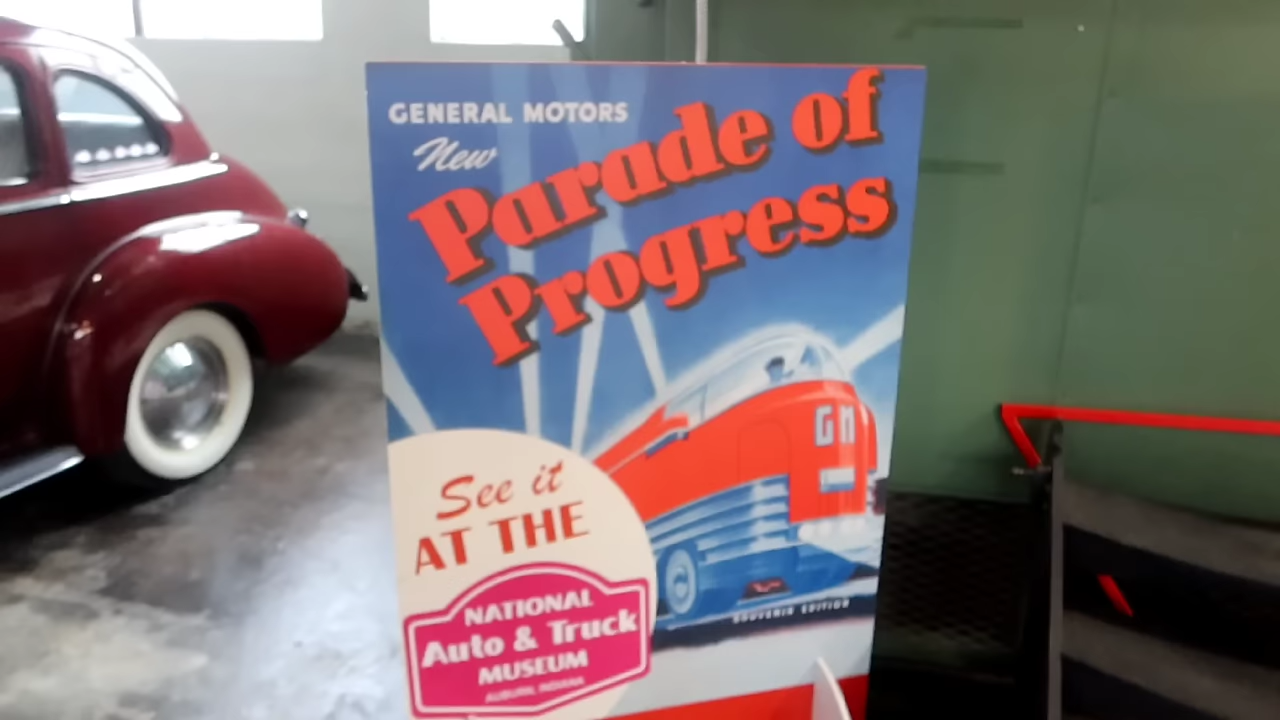 GENERAL MOTORS
New
Parade of
Progress
GM
See it
AT THE
NATIONAL
Auto & Truck
MUSEUM
AUBURN, INDIANA
SOUVENIR EDITION